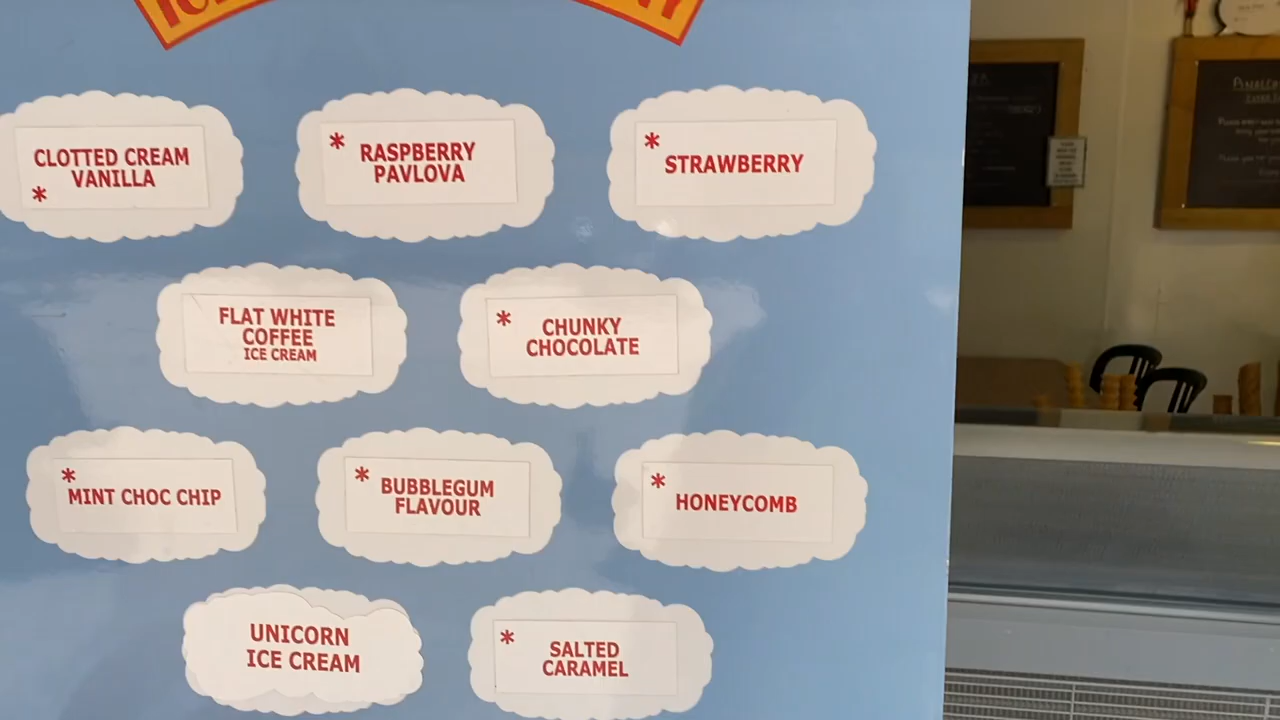 CLOTTED CREAM
VANILLA
*
* RASPBERRY
PAVLOVA
* STRAWBERRY
FLAT WHITE
COFFEE
ICE CREAM
* CHUNKY
CHOCOLATE
*
MINT CHOC CHIP
* BUBBLEGUM
FLAVOUR
* HONEYCOMB
UNICORN
ICE CREAM
* SALTED
CARAMEL